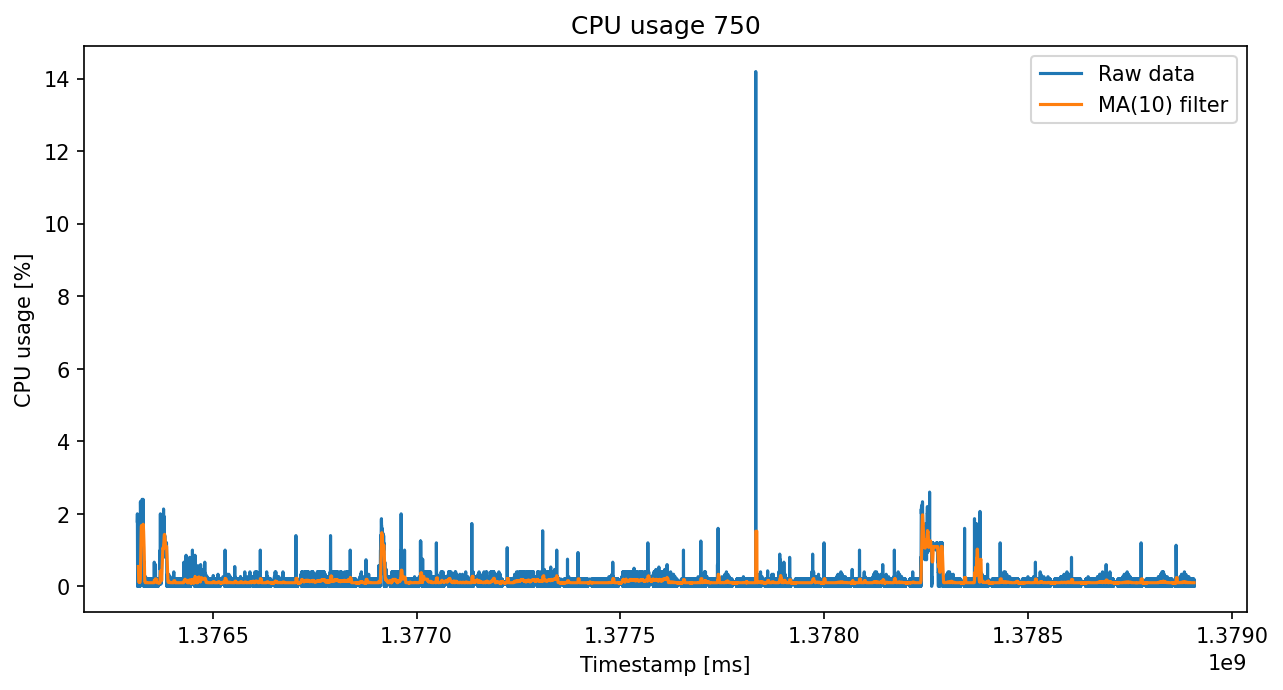 CPU usage 750
Raw data
MA(10) filter
14
12
10
8
6
4
2
0
CPU usage [%]
1.3765
1.3770
1.3775
1.3780
1.3785
1.3790
1e9
Timestamp [ms]